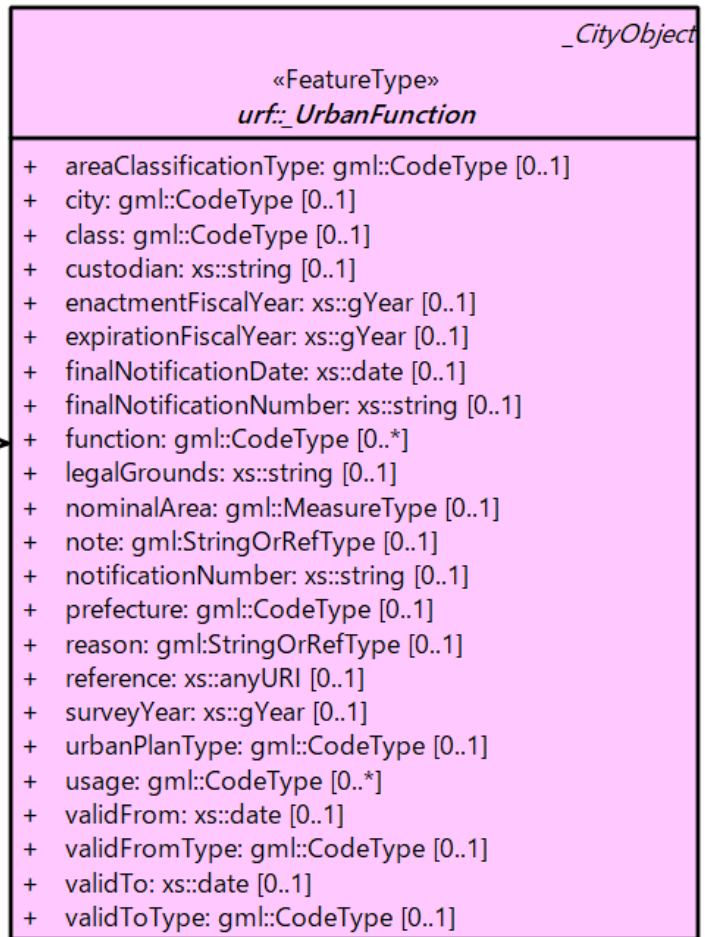 _CityObject
«FeatureType»
urf::_UrbanFunction
+ areaClassificationType: gml::CodeType [0..1]
+ city: gml::CodeType [0..1]
+ class: gml::CodeType [0..1]
+ custodian: xs::string [0..1]
+ enactmentFiscalYear: xs::gYear [0..1]
+ expirationFiscalYear: xs::gYear [0..1]
+ finalNotificationDate: xs::date [0..1]
+ finalNotificationNumber: xs::string [0..1]
+ function: gml::CodeType [0..*]
+ legalGrounds: xs::string [0..1]
+ nominalArea: gml::MeasureType [0..1]
+ note: gml:StringOrRefType [0..1]
+ notificationNumber: xs::string [0..1]
+ prefecture: gml::CodeType [0..1]
+ reason: gml:StringOrRefType [0..1]
+ reference: xs::anyURI [0..1]
+ surveyYear: xs::gYear [0..1]
+ urbanPlanType: gml::CodeType [0..1]
+ usage: gml::CodeType [0..*]
+ validFrom: xs::date [0..1]
+ validFromType: gml::CodeType [0..1]
+ validTo: xs::date [0..1]
+ validToType: gml::CodeType [0..1]